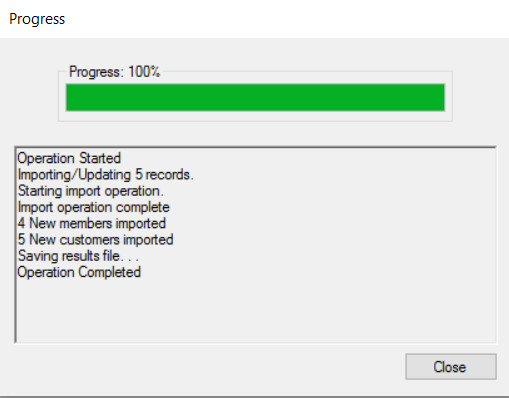 Progress
Progress: 100%
Operation Started
Importing/Updating 5 records.
Starting import operation.
Import operation complete
4 New members imported
5 New customers imported
Saving results file. . .
Operation Completed
Close